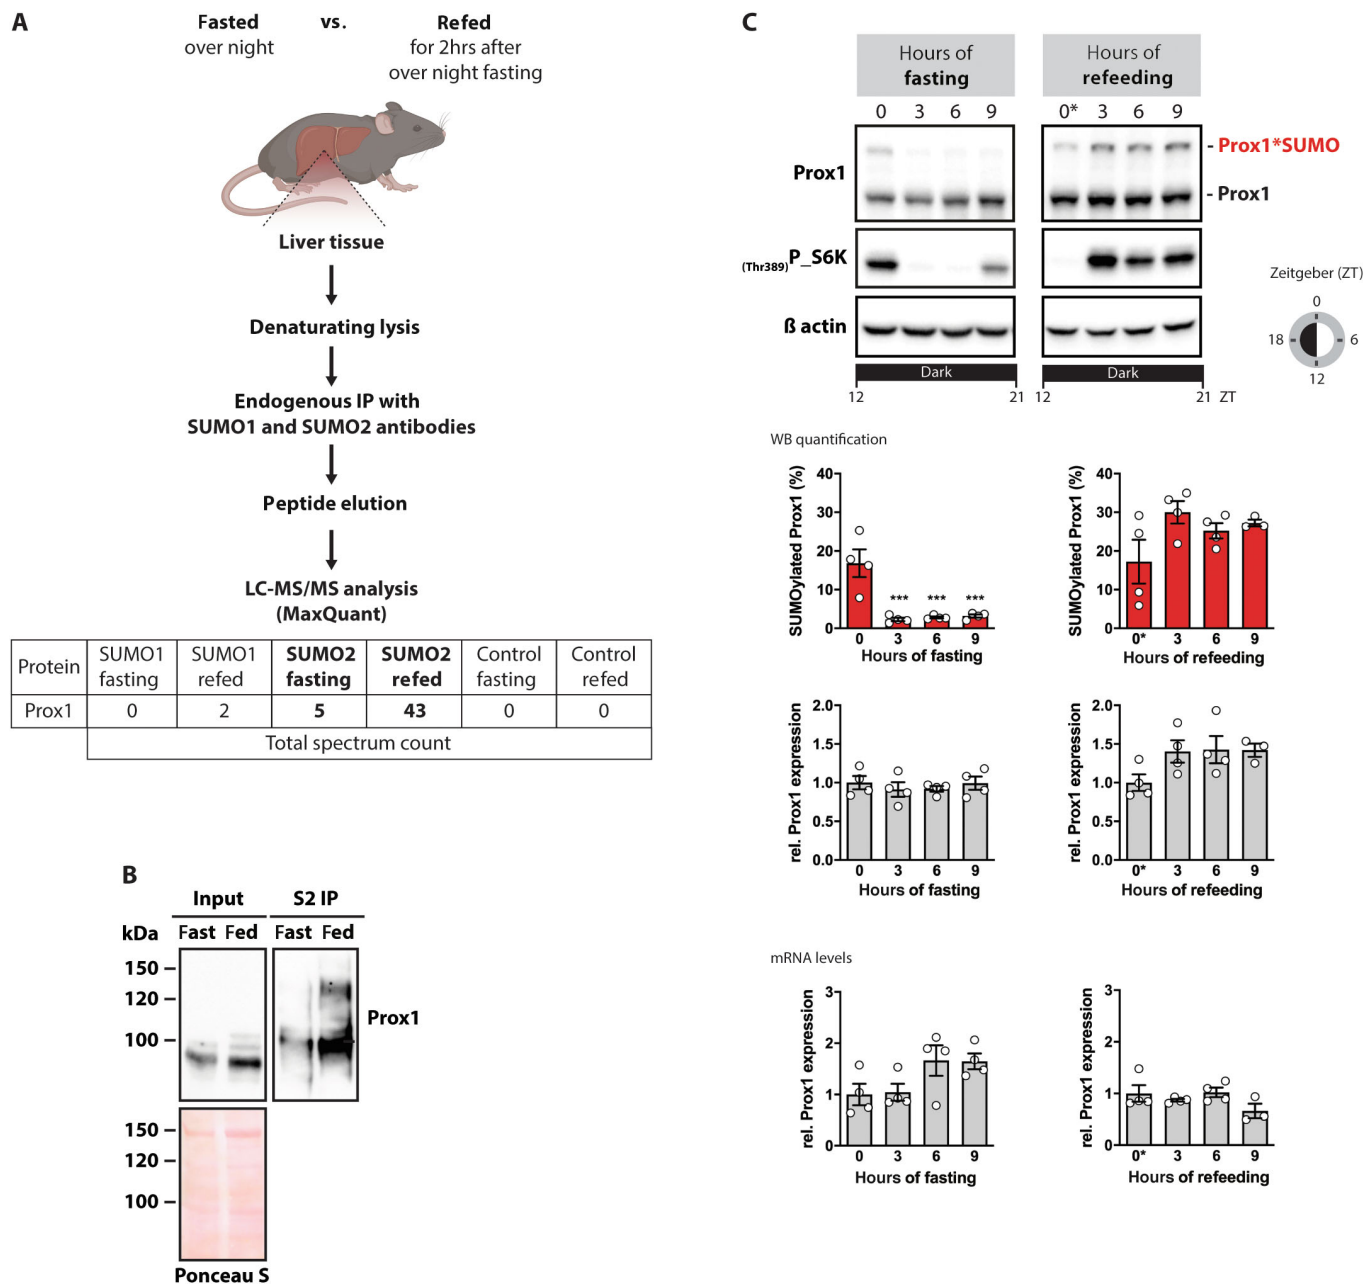 A
Fasted vs. Refed
over night for 2hrs after
over night fasting
Liver tissue
Denaturating lysis
Endogenous IP with
SUMO1 and SUMO2 antibodies
Peptide elution
LC-MS/MS analysis
(MaxQuant)
Protein SUMO1 fasting SUMO1 refed SUMO2 fasting SUMO2 refed Control fasting Control refed
Prox1 0 2 5 43 0 0
Total spectrum count
B
Input S2 IP
kDa Fast Fed Fast Fed
150
120
100
Prox1
150
120
100
Ponceau S
C
Hours of
fasting
Hours of
refeeding
0 3 6 9 0* 3 6 9
Prox1
- Prox1*SUMO
- Prox1
(Thr389)P_S6K
ß actin
Dark Dark
12 21 12 21 ZT
Zeitgeber (ZT)
0
18 6
12
WB quantification
SUMOylated Prox1 (%)
40
30
20
10
0
*** *** ***
0 3 6 9
Hours of fasting
SUMOylated Prox1 (%)
40
30
20
10
0
0* 3 6 9
Hours of refeeding
rel. Prox1 expression
2.0
1.5
1.0
0.5
0.0
0 3 6 9
Hours of fasting
rel. Prox1 expression
2.0
1.5
1.0
0.5
0.0
0* 3 6 9
Hours of refeeding
mRNA levels
rel. Prox1 expression
3
2
1
0
0 3 6 9
Hours of fasting
rel. Prox1 expression
3
2
1
0
0* 3 6 9
Hours of refeeding